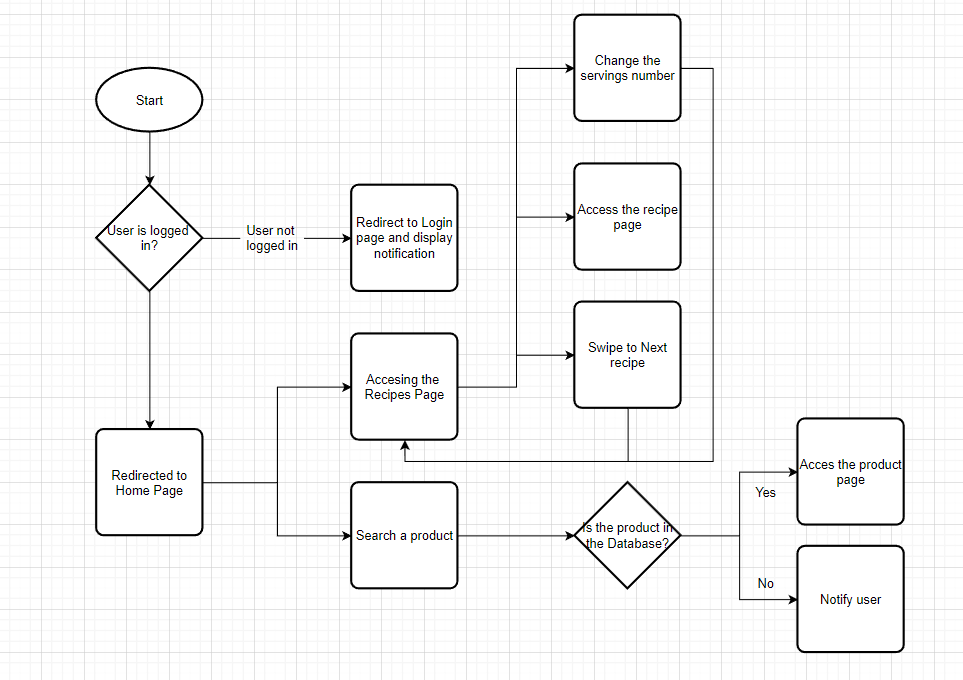 Start
User is logged
in?
User not
logged in
Redirect to Login
page and display
notification
Change the
servings number
Access the recipe
page
Swipe to Next
recipe
Accesing the
Recipes Page
Redirected to
Home Page
Search a product
Is the product in
the Database?
Yes
No
Acces the product
page
Notify user